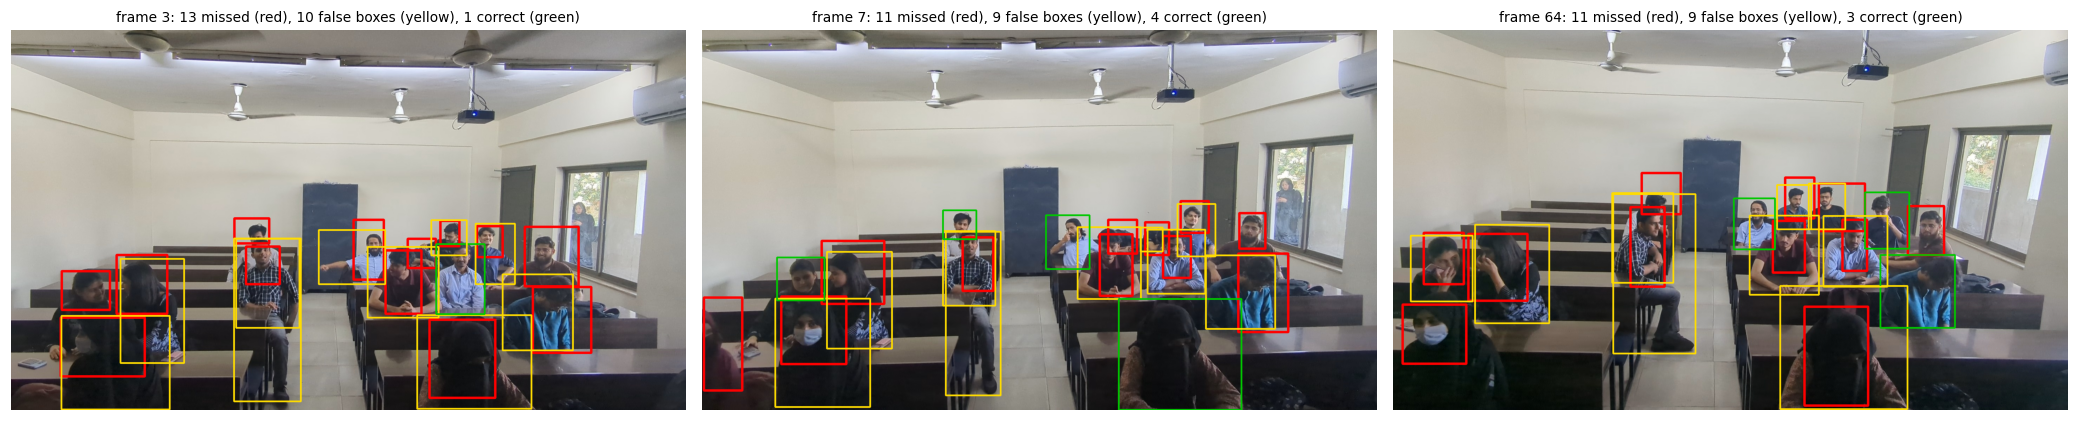 frame 3: 13 missed (red), 10 false boxes (yellow), 1 correct (green)
frame 7: 11 missed (red), 9 false boxes (yellow), 4 correct (green)
frame 64: 11 missed (red), 9 false boxes (yellow), 3 correct (green)